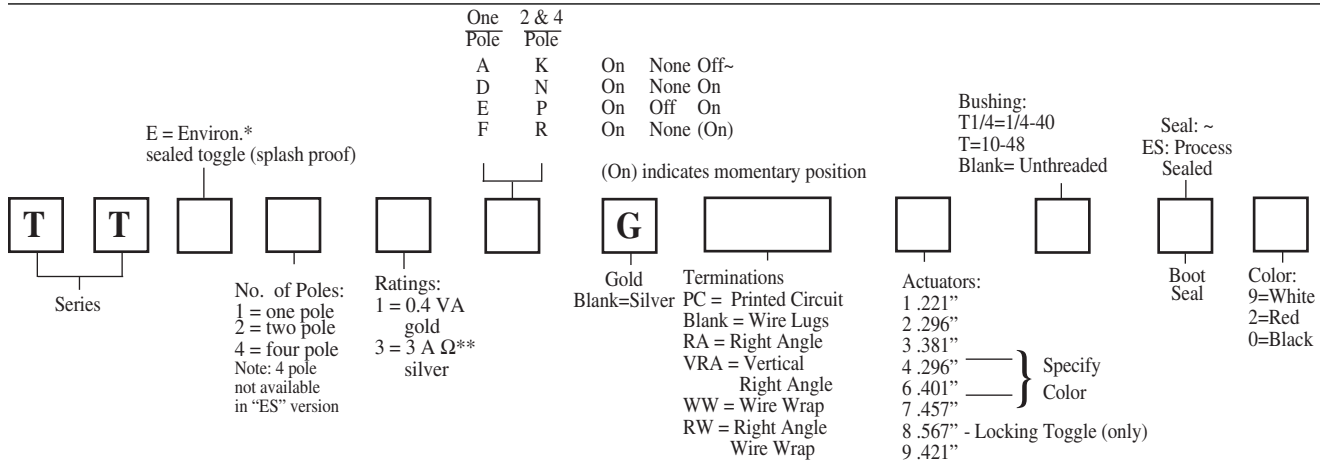 One 2 & 4
Pole Pole
A K On None Off~
D N On None On
E P On Off On
F R On None (On)
(On) indicates momentary position
E = Environ.*
sealed toggle (splash proof)
Bushing:
T1/4=1/4-40
T=10-48
Blank= Unthreaded
Seal: ~
ES: Process
Sealed
T T G
Series
No. of Poles:
1 = one pole
2 = two pole
4 = four pole
Note: 4 pole
not available
in “ES” version
Ratings:
1 = 0.4 VA
gold
3 = 3 A Ω**
silver
Gold
Blank=Silver
Terminations
PC = Printed Circuit
Blank = Wire Lugs
RA = Right Angle
VRA = Vertical
Right Angle
WW = Wire Wrap
RW = Right Angle
Wire Wrap
Actuators:
1 .221”
2 .296”
3 .381”
4 .296”
6 .401”
7 .457”
8 .567” - Locking Toggle (only)
9 .421”
Specify
Color
Boot
Seal
Color:
9=White
2=Red
0=Black